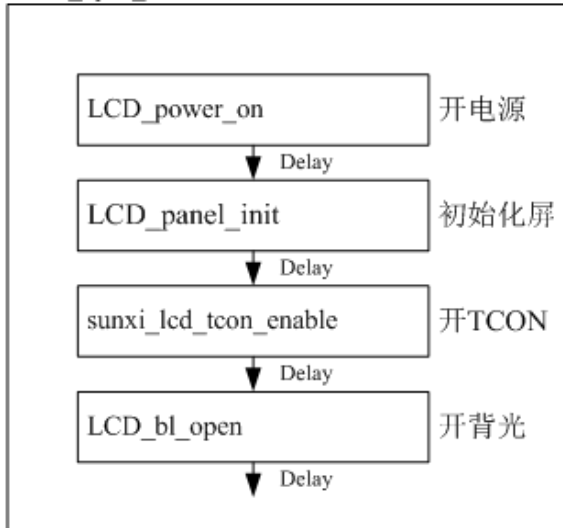 LCD_power_on 开电源
Delay
LCD_panel_init 初始化屏
Delay
sunxi_lcd_tcon_enable 开TCON
Delay
LCD_bl_open 开背光
Delay